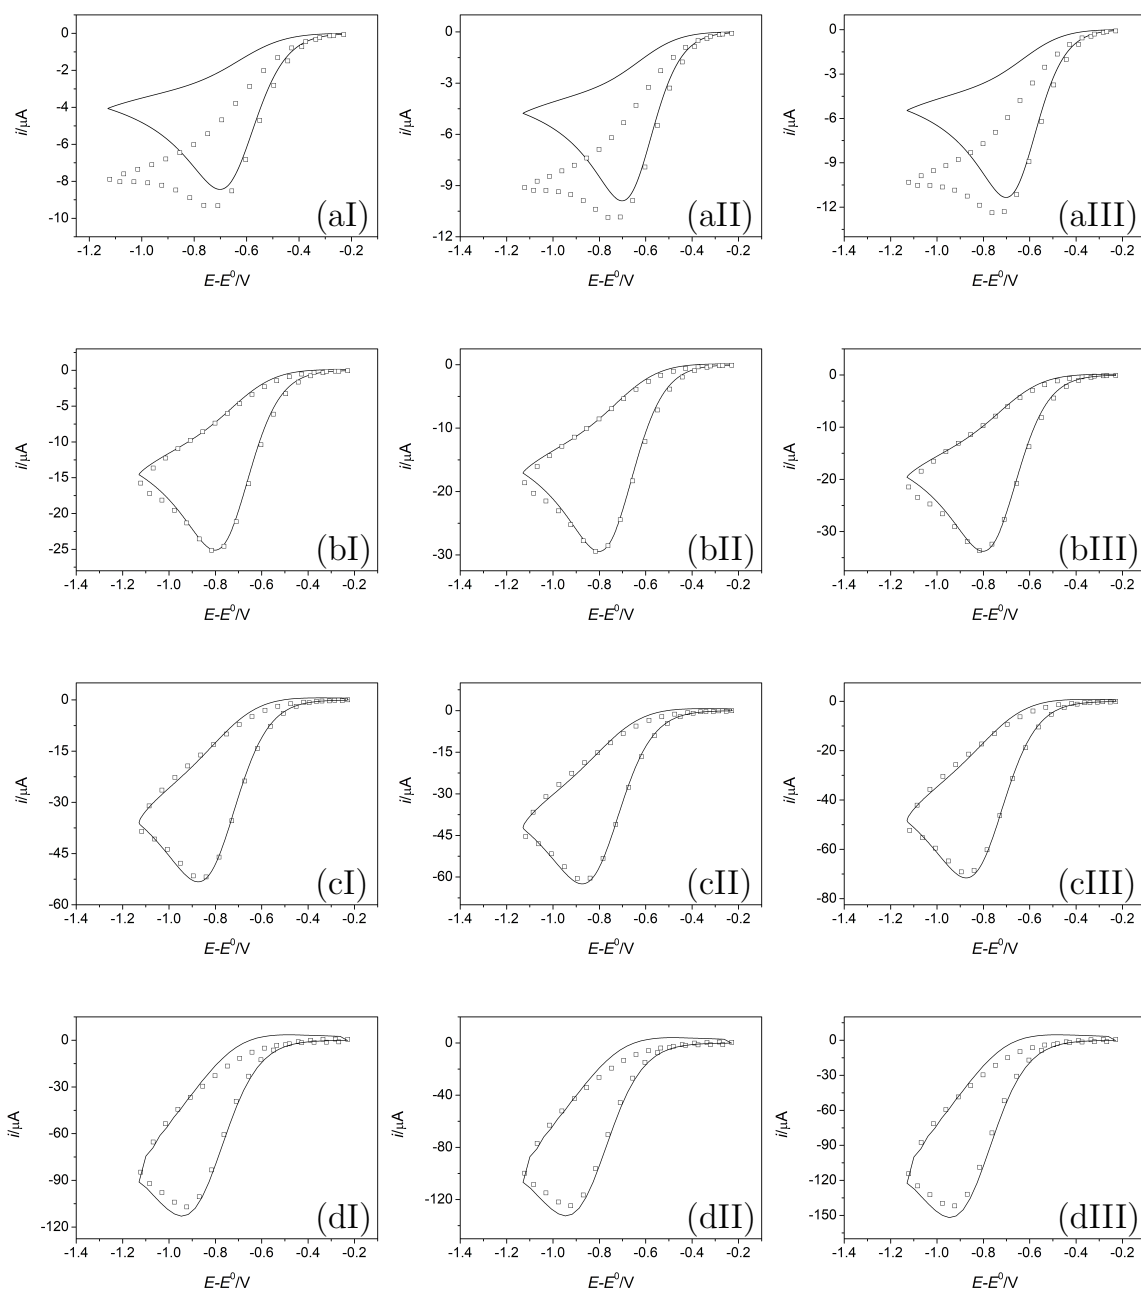 0
-2
-4
-6
-8
-10
i/μA
(aI)
-1.2 -1.0 -0.8 -0.6 -0.4 -0.2
E-E⁰/V
0
-3
-6
-9
-12
i/μA
(aII)
-1.4 -1.2 -1.0 -0.8 -0.6 -0.4 -0.2
E-E⁰/V
0
-3
-6
-9
-12
i/μA
(aIII)
-1.4 -1.2 -1.0 -0.8 -0.6 -0.4 -0.2
E-E⁰/V
0
-5
-10
-15
-20
-25
i/μA
(bI)
-1.4 -1.2 -1.0 -0.8 -0.6 -0.4 -0.2
E-E⁰/V
0
-10
-20
-30
i/μA
(bII)
-1.4 -1.2 -1.0 -0.8 -0.6 -0.4 -0.2
E-E⁰/V
0
-10
-20
-30
i/μA
(bIII)
-1.4 -1.2 -1.0 -0.8 -0.6 -0.4 -0.2
E-E⁰/V
0
-15
-30
-45
-60
i/μA
(cI)
-1.4 -1.2 -1.0 -0.8 -0.6 -0.4 -0.2
E-E⁰/V
0
-15
-30
-45
-60
i/μA
(cII)
-1.4 -1.2 -1.0 -0.8 -0.6 -0.4 -0.2
E-E⁰/V
0
-20
-40
-60
-80
i/μA
(cIII)
-1.4 -1.2 -1.0 -0.8 -0.6 -0.4 -0.2
E-E⁰/V
0
-30
-60
-90
-120
i/μA
(dI)
-1.4 -1.2 -1.0 -0.8 -0.6 -0.4 -0.2
E-E⁰/V
0
-40
-80
-120
i/μA
(dII)
-1.4 -1.2 -1.0 -0.8 -0.6 -0.4 -0.2
E-E⁰/V
0
-30
-60
-90
-120
-150
i/μA
(dIII)
-1.4 -1.2 -1.0 -0.8 -0.6 -0.4 -0.2
E-E⁰/V